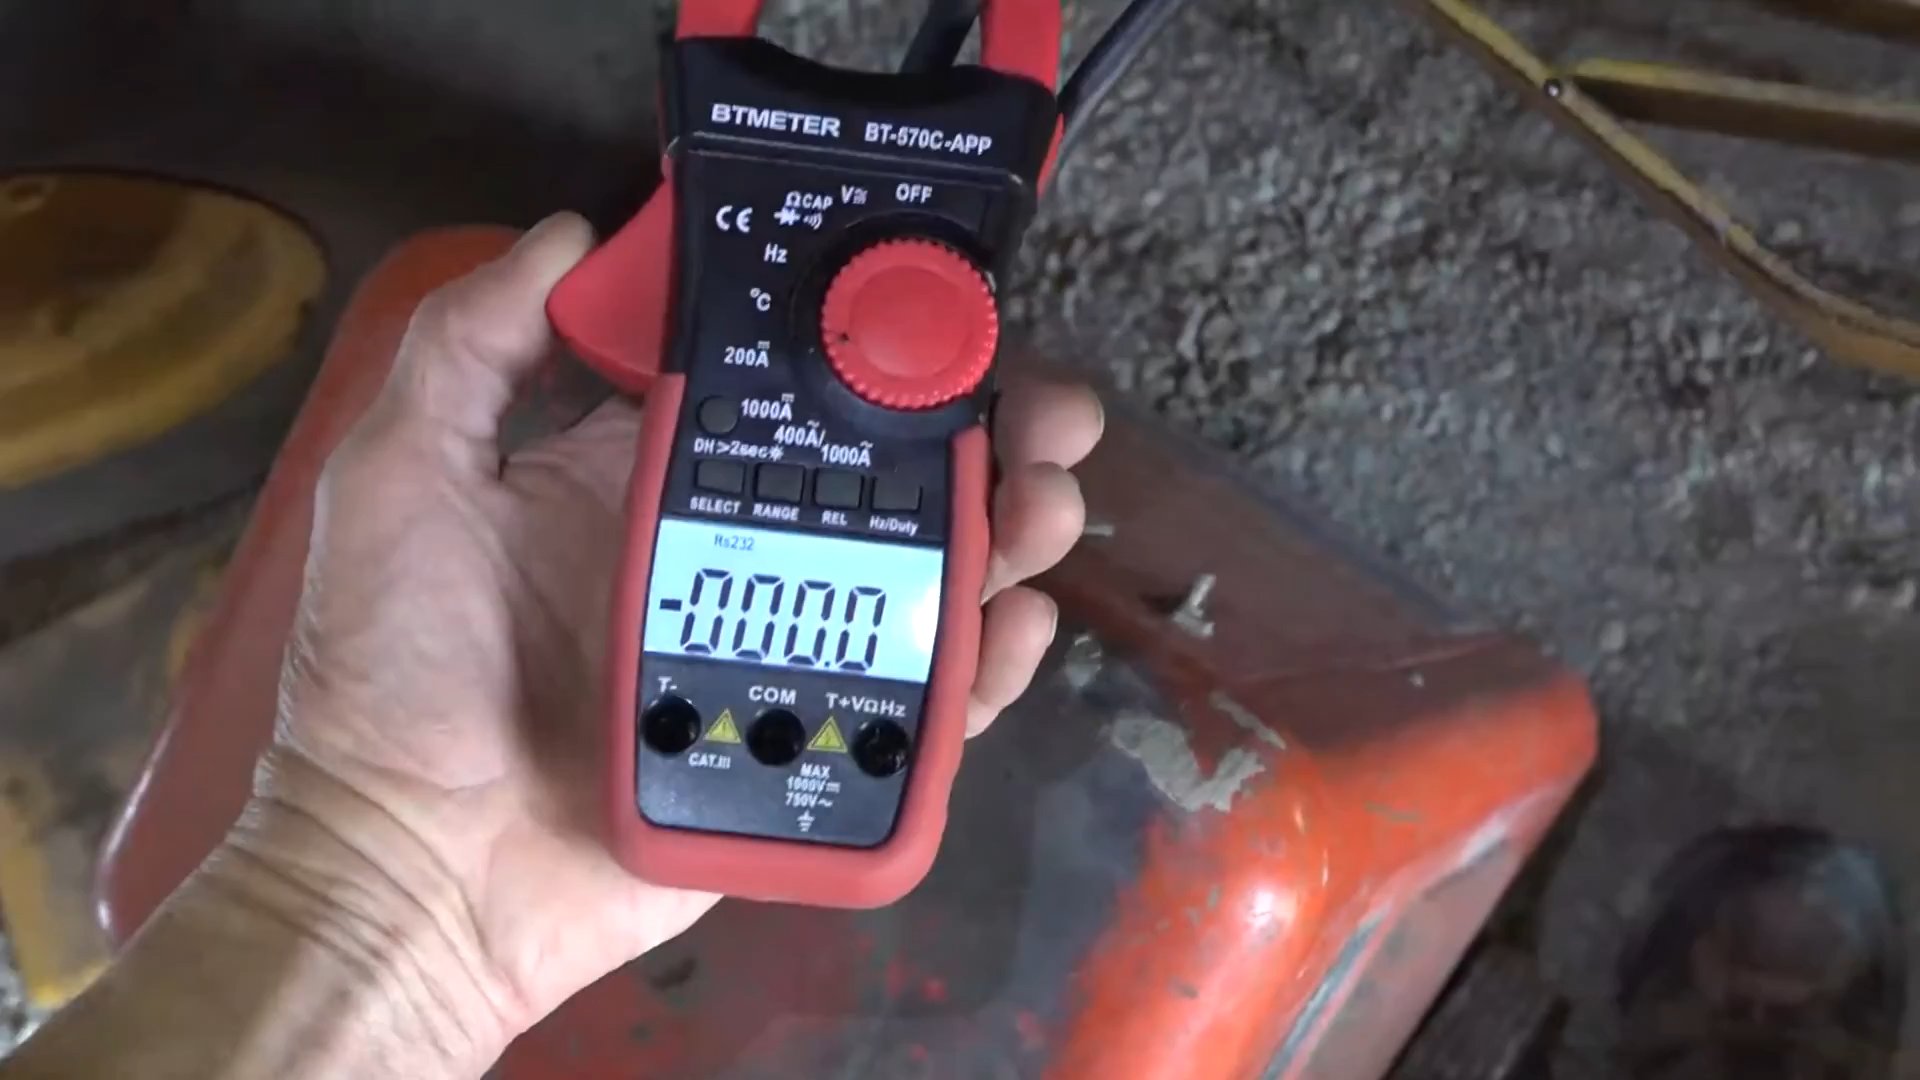 BTMETER BT-570C-APP
OFF
V
ΩCAP
CE
Hz
°C
200A
1000A
400A/
1000A
DH>2sec
SELECT RANGE REL Hz/Duty
Rs232
-000.0
T- COM T+VΩHz
CAT.III
MAX
1000V
750V~